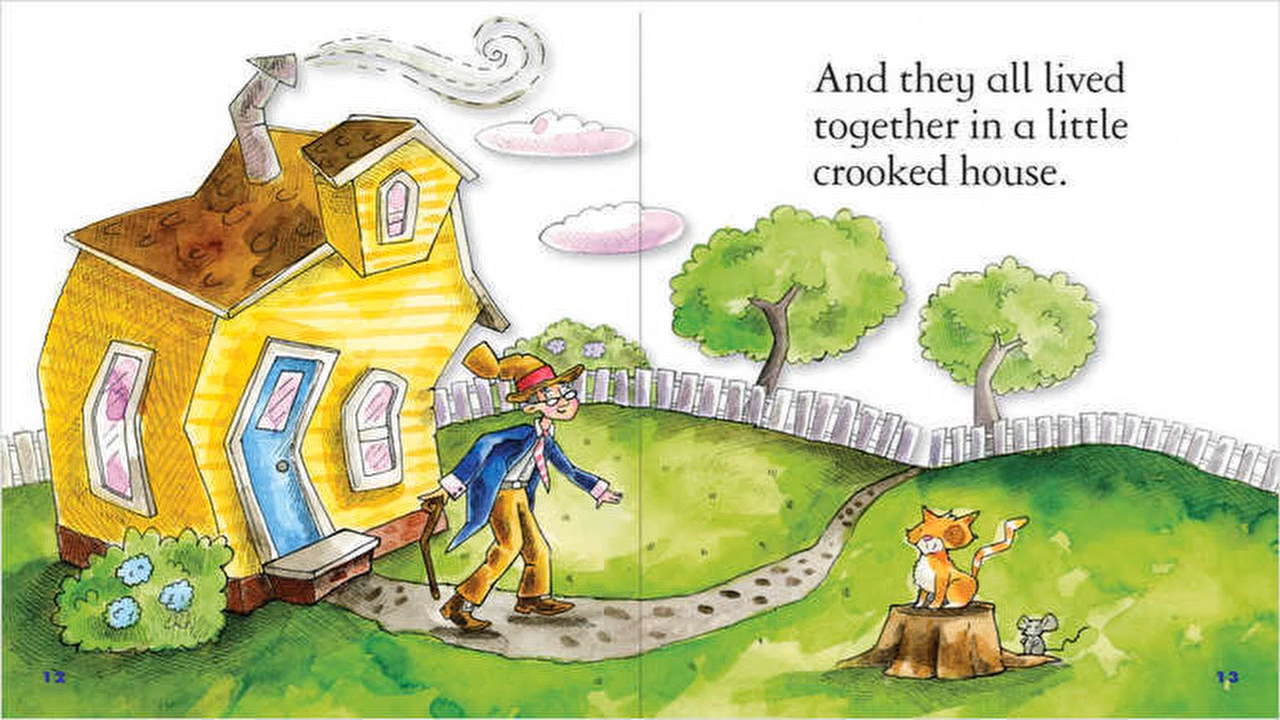 And they all lived
together in a little
crooked house.
12
13